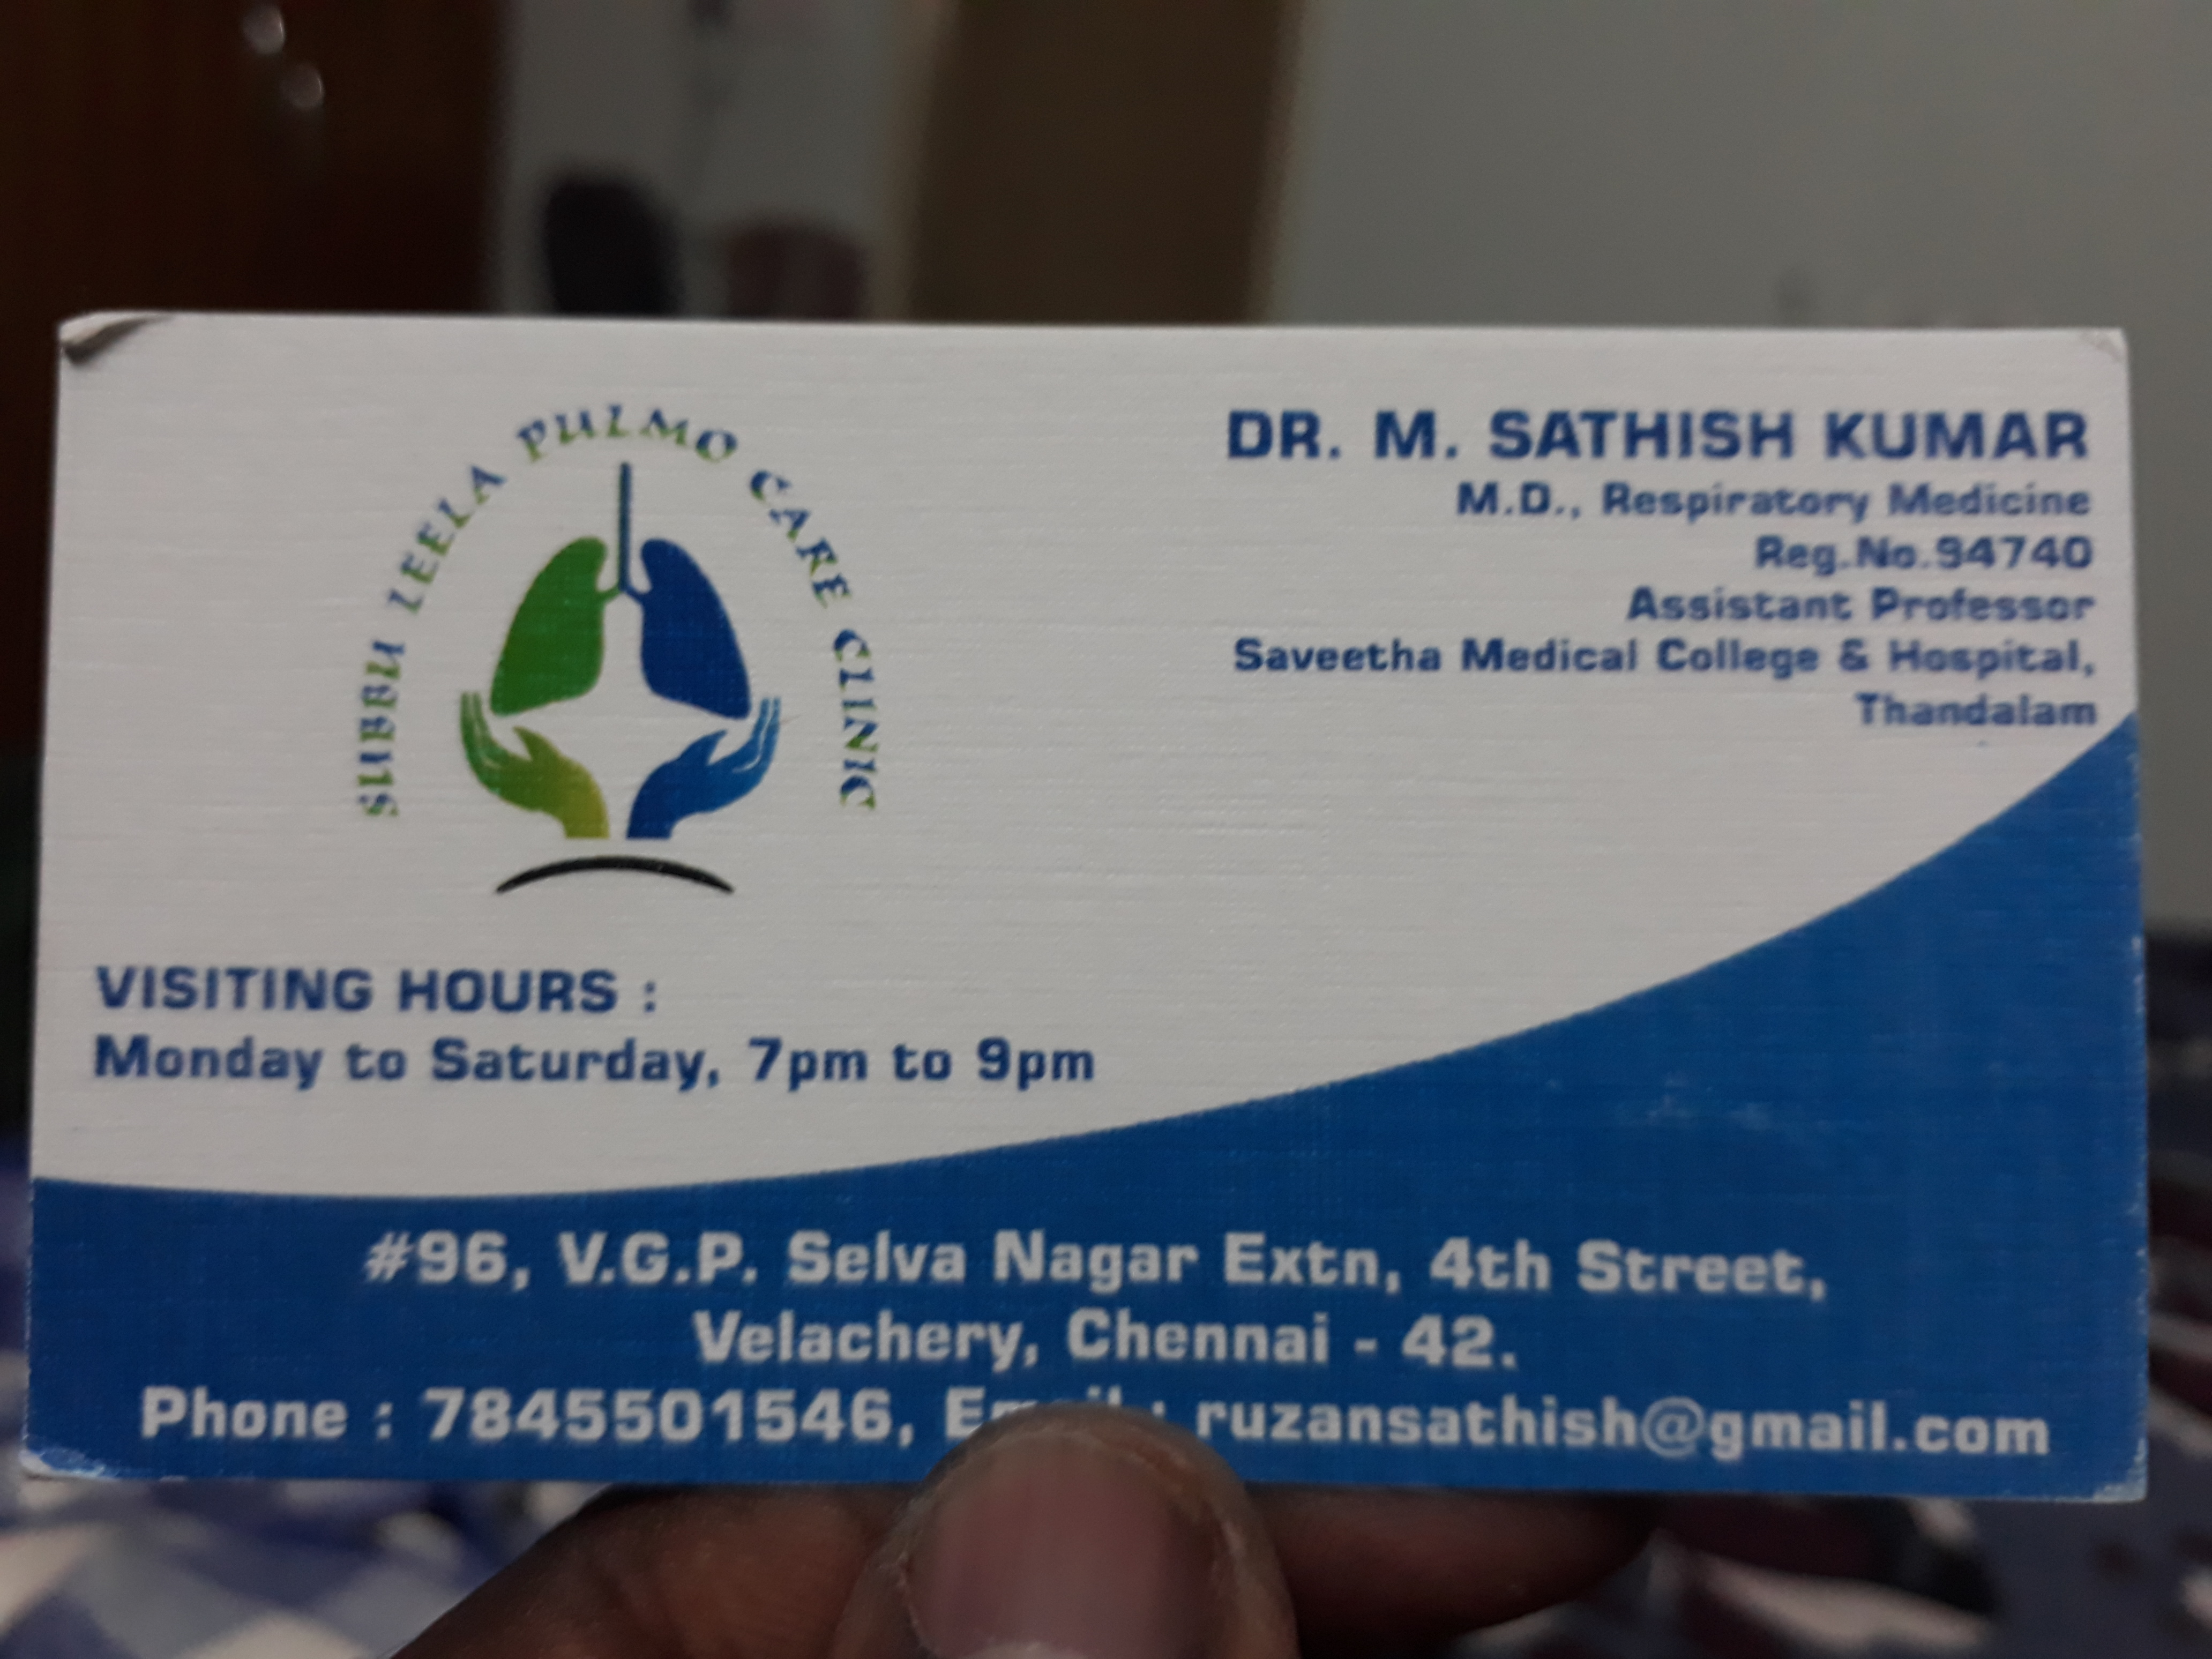 SUBBU LEELA PULMO CARE CLINIC
DR. M. SATHISH KUMAR
M.D., Respiratory Medicine
Reg.No.94740
Assistant Professor
Saveetha Medical College & Hospital,
Thandalam
VISITING HOURS :
Monday to Saturday, 7pm to 9pm
#96, V.G.P. Selva Nagar Extn, 4th Street,
Velachery, Chennai - 42.
Phone : 7845501546, Email : ruzansathish@gmail.com